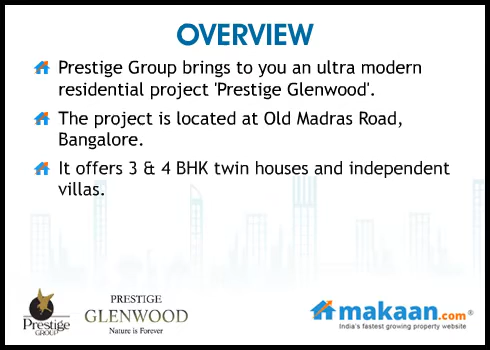 OVERVIEW
Prestige Group brings to you an ultra modern
residential project 'Prestige Glenwood'.
The project is located at Old Madras Road,
Bangalore.
It offers 3 & 4 BHK twin houses and independent
villas.
Prestige
GROUP
PRESTIGE
GLENWOOD
Nature is Forever
makaan.com®
India's fastest growing property website